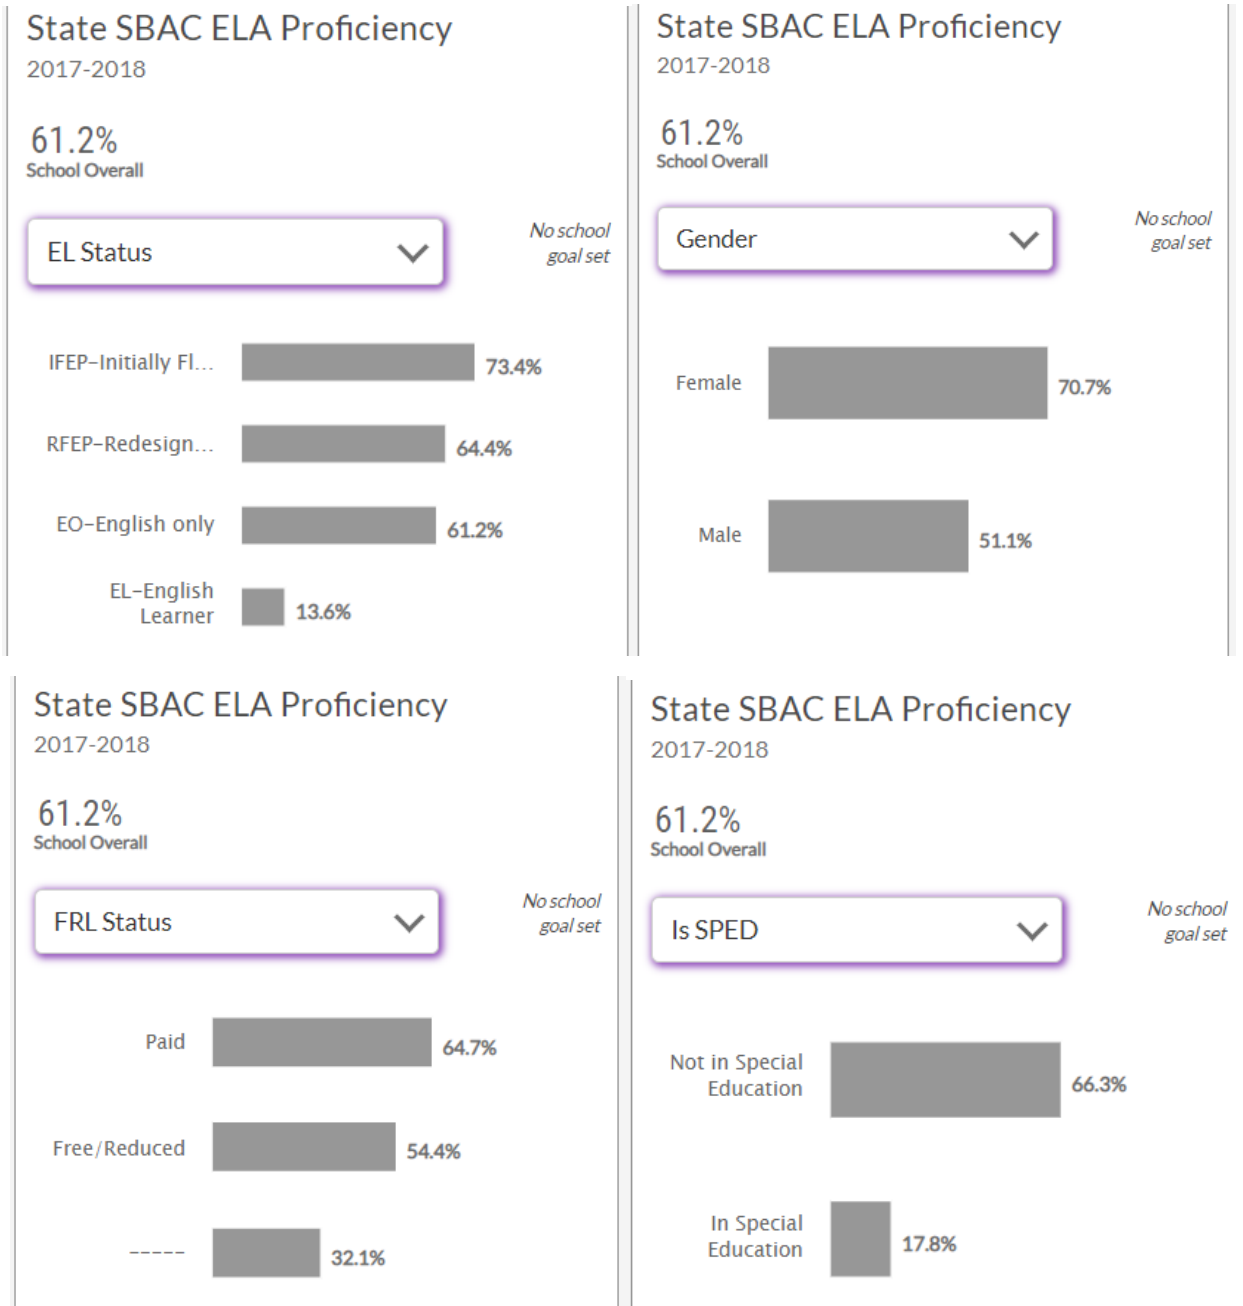 State SBAC ELA Proficiency
2017-2018
61.2%
School Overall
EL Status
No school
goal set
IFEP-Initially Fl...
73.4%
RFEP-Redesign...
64.4%
EO-English only
61.2%
EL-English
Learner
13.6%
State SBAC ELA Proficiency
2017-2018
61.2%
School Overall
Gender
No school
goal set
Female
70.7%
Male
51.1%
State SBAC ELA Proficiency
2017-2018
61.2%
School Overall
FRL Status
No school
goal set
Paid
64.7%
Free/Reduced
54.4%
-----
32.1%
State SBAC ELA Proficiency
2017-2018
61.2%
School Overall
Is SPED
No school
goal set
Not in Special
Education
66.3%
In Special
Education
17.8%